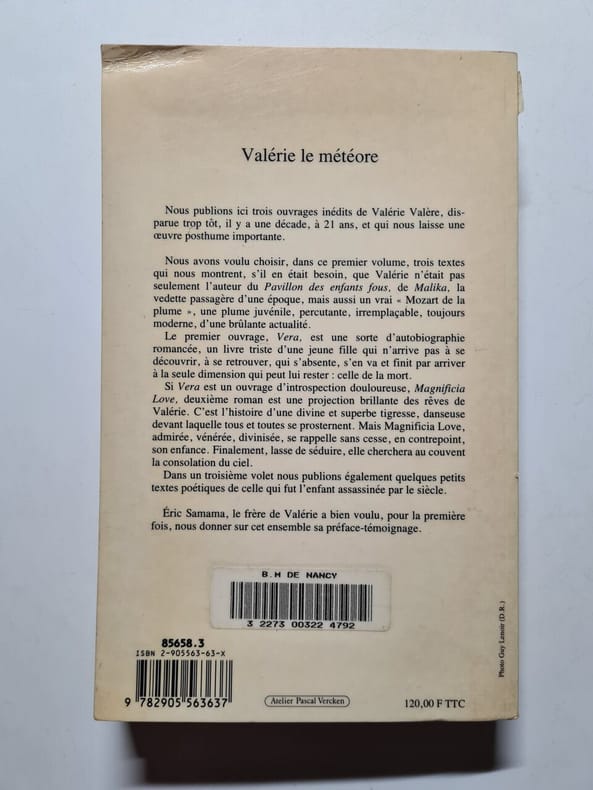 Valérie le météore
Nous publions ici trois ouvrages inédits de Valérie Valère, dis-
parue trop tôt, il y a une décade, à 21 ans, et qui nous laisse une
œuvre posthume importante.
Nous avons voulu choisir, dans ce premier volume, trois textes
qui nous montrent, s'il en était besoin, que Valérie n'était pas
seulement l'auteur du Pavillon des enfants fous, de Malika, la
vedette passagère d'une époque, mais aussi un vrai « Mozart de la
plume », une plume juvénile, percutante, irremplaçable, toujours
moderne, d'une brûlante actualité.
Le premier ouvrage, Vera, est une sorte d'autobiographie
romancée, un livre triste d'une jeune fille qui n'arrive pas à se
découvrir, à se retrouver, qui s'absente, s'en va et finit par arriver
à la seule dimension qui peut lui rester : celle de la mort.
Si Vera est un ouvrage d'introspection douloureuse, Magnificia
Love, deuxième roman est une projection brillante des rêves de
Valérie. C'est l'histoire d'une divine et superbe tigresse, danseuse
devant laquelle tous et toutes se prosternent. Mais Magnificia Love,
admirée, vénérée, divinisée, se rappelle sans cesse, en contrepoint,
son enfance. Finalement, lasse de séduire, elle cherchera au couvent
la consolation du ciel.
Dans un troisième volet nous publions également quelques petits
textes poétiques de celle qui fut l'enfant assassinée par le siècle.
Éric Samama, le frère de Valérie a bien voulu, pour la première
fois, nous donner sur cet ensemble sa préface-témoignage.
B.M DE NANCY
3 2273 00322 4792
85658.3
ISBN 2-905563-63-X
9 782905 563637
Atelier Pascal Vercken
120,00 F TTC
Photo Guy Lenoir (D.R.)